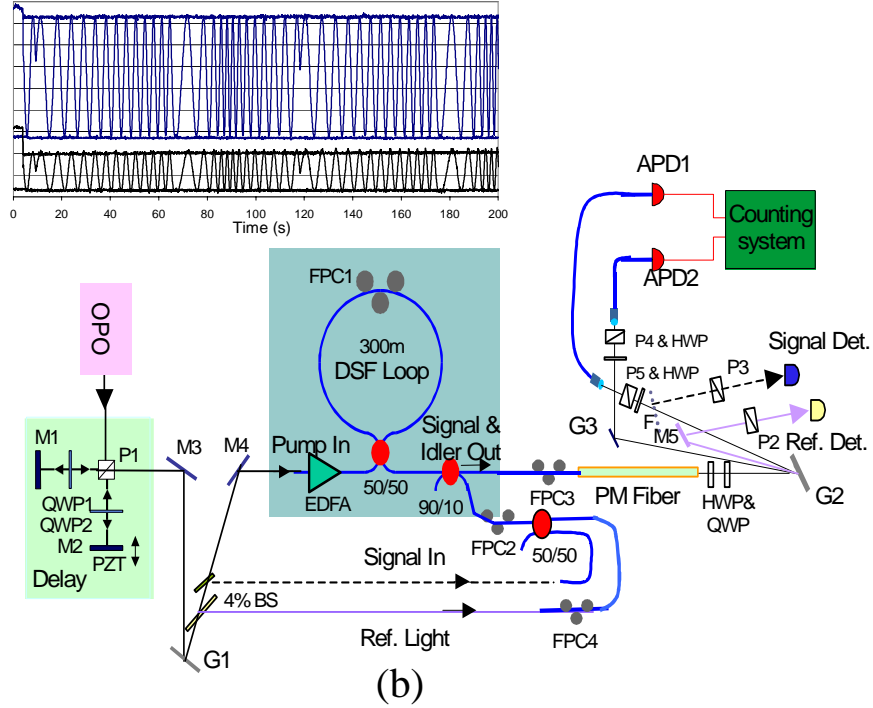 0 20 40 60 80 100 120 140 160 180 200
Time (s)
APD1
Counting
system
APD2
FPC1
OPO
300m
DSF Loop
P4 & HWP
P5 & HWP
P3
Signal Det.
F
M5
P2
Ref. Det.
G3
M1
P1
M3
M4
Pump In
Signal &
Idler Out
EDFA
50/50
90/10
FPC3
PM Fiber
HWP&
QWP
G2
QWP1
QWP2
M2
PZT
Delay
FPC2
50/50
Signal In
4% BS
Ref. Light
FPC4
G1
(b)